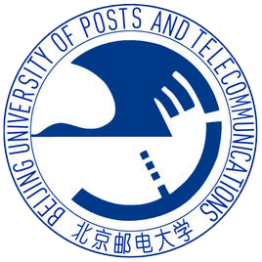 BEIJING UNIVERSITY OF POSTS AND TELECOMMUNICATIONS
北京邮电大学